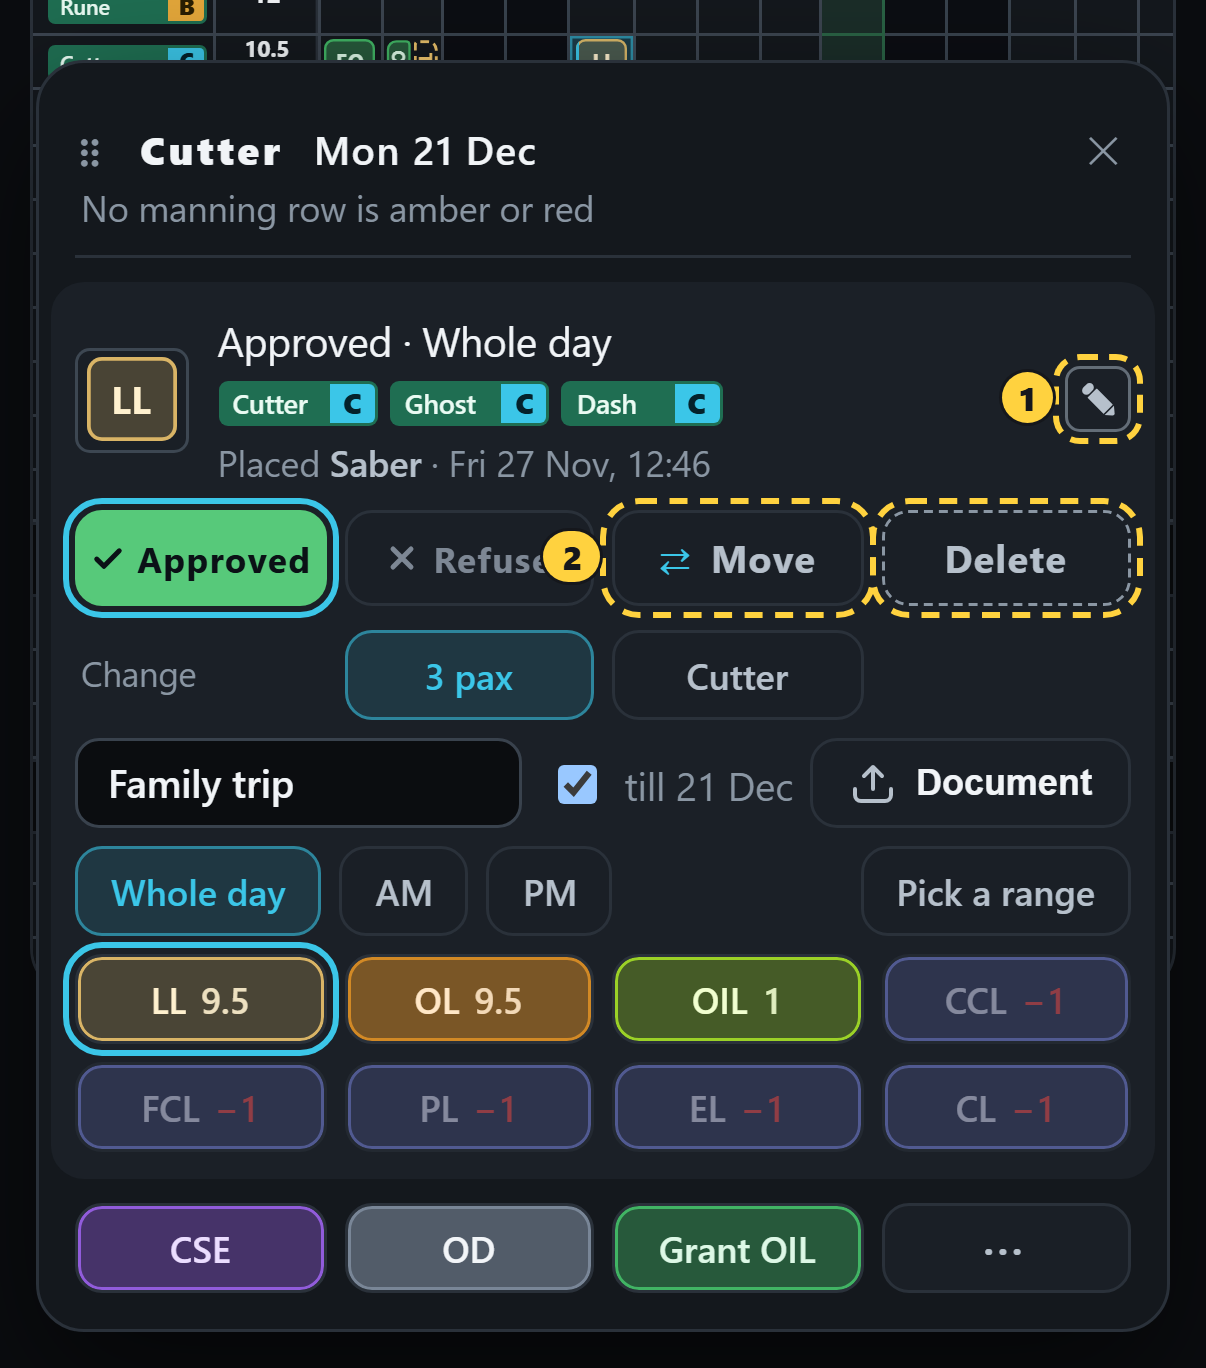 Rune B
10.5
Cutter Mon 21 Dec
No manning row is amber or red
LL
Approved · Whole day
Cutter C Ghost C Dash C
Placed Saber · Fri 27 Nov, 12:46
1
Approved
Refuse
2
Move
Delete
Change
3 pax
Cutter
Family trip
till 21 Dec
Document
Whole day
AM
PM
Pick a range
LL 9.5
OL 9.5
OIL 1
CCL −1
FCL −1
PL −1
EL −1
CL −1
CSE
OD
Grant OIL
...